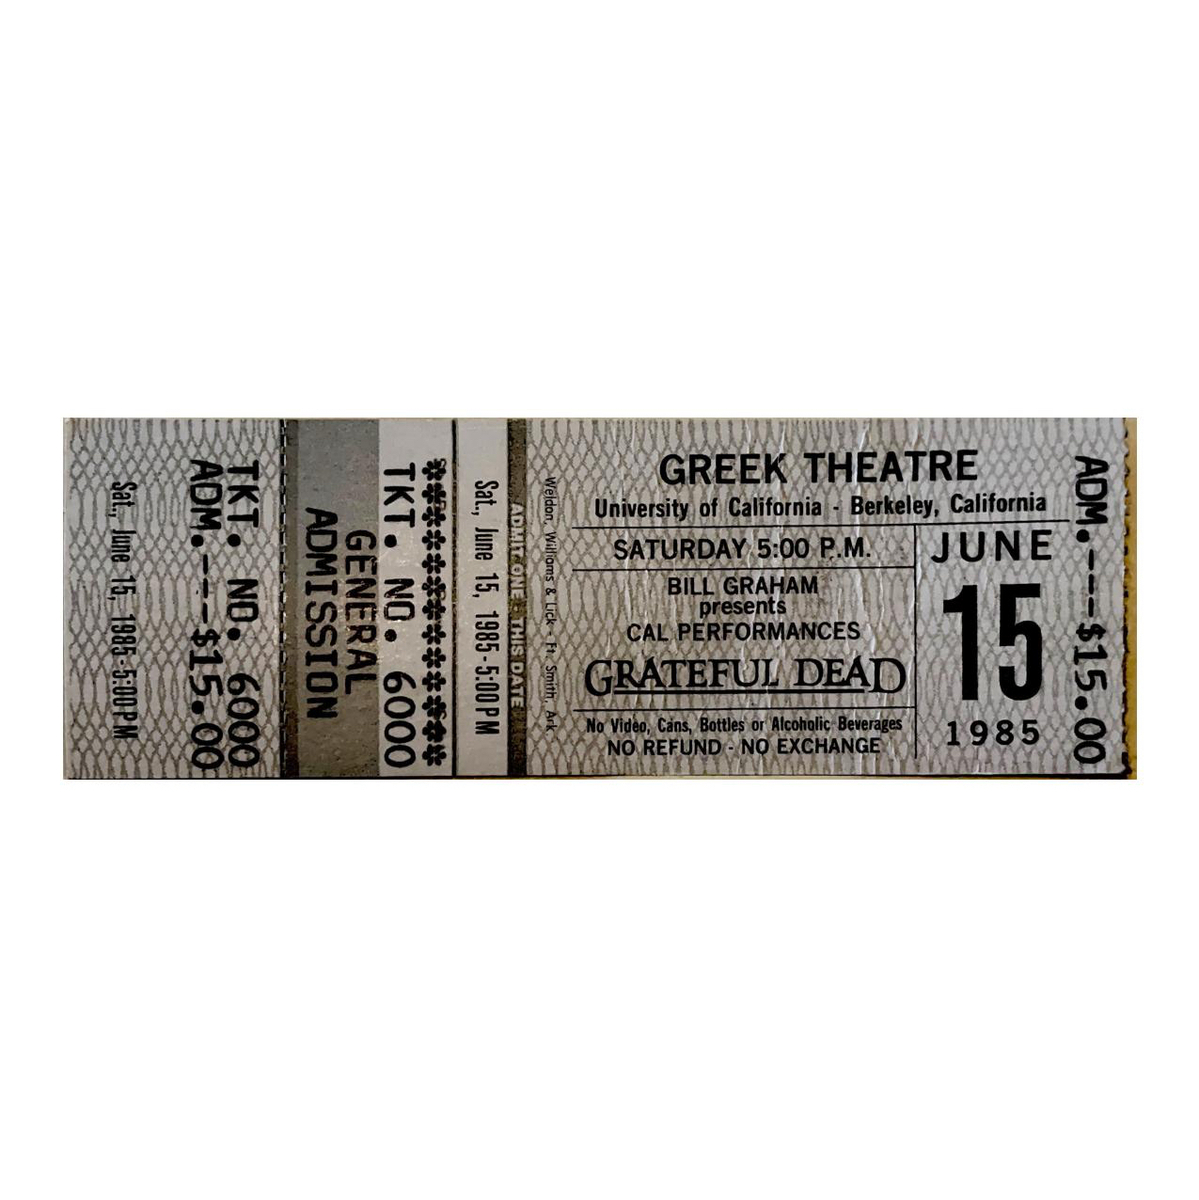 Sat., June 15, 1985-5:00PM
TKT. NO. 6000
ADM.---$15.00
GENERAL
ADMISSION
TKT. NO. 6000
Sat., June 15, 1985-5:00PM
ADMIT ONE · THIS DATE
Weldon, Williams & Lick - Ft. Smith, Ark
GREEK THEATRE
University of California - Berkeley, California
SATURDAY 5:00 P.M.
BILL GRAHAM
presents
CAL PERFORMANCES
GRATEFUL DEAD
No Video, Cans, Bottles or Alcoholic Beverages
NO REFUND - NO EXCHANGE
JUNE
15
1985
ADM.---$15.00